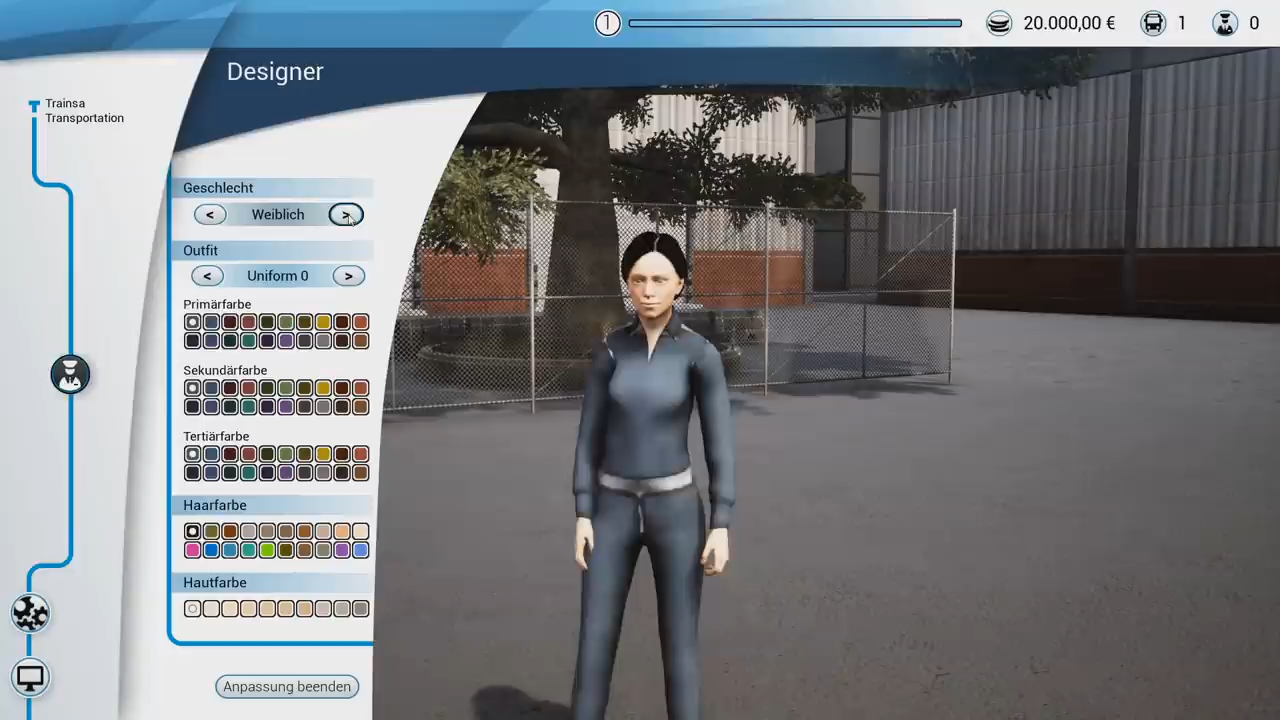 1
20.000,00 €
1
0
Designer
Trainsa
Transportation
Geschlecht
< Weiblich >
Outfit
< Uniform 0 >
Primärfarbe
Sekundärfarbe
Tertiärfarbe
Haarfarbe
Hautfarbe
Anpassung beenden